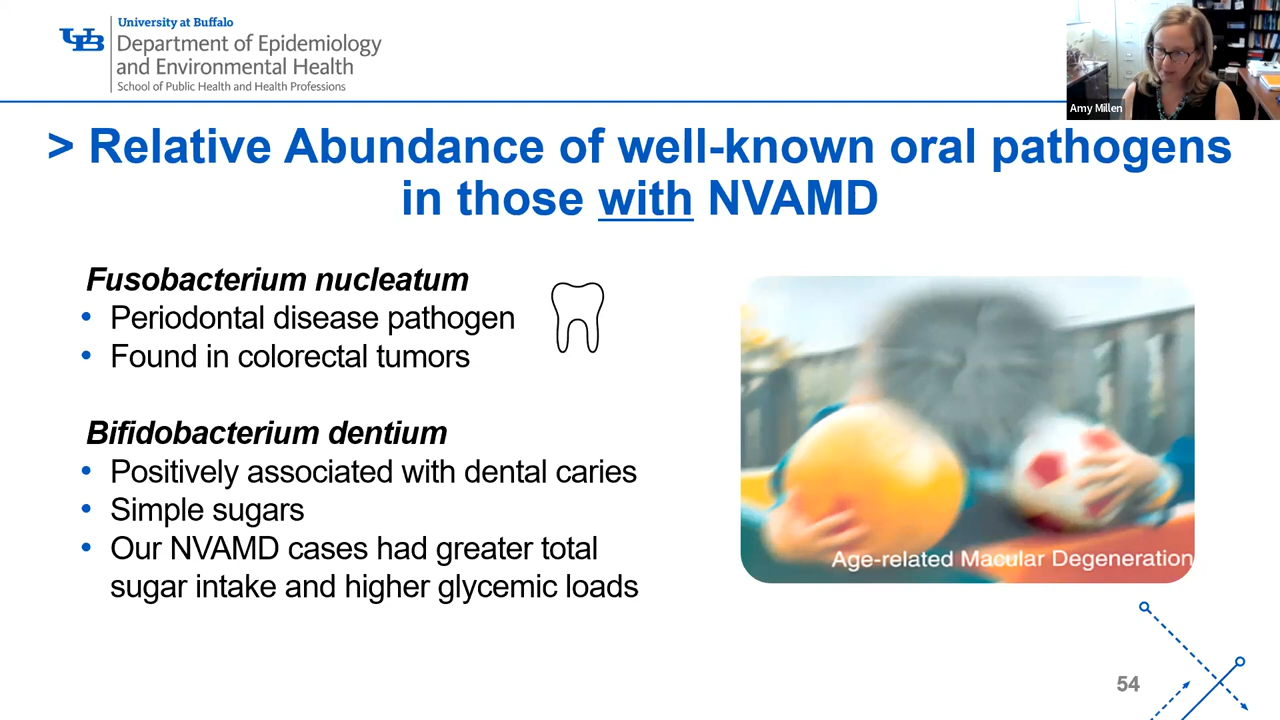 University at Buffalo
UB
Department of Epidemiology
and Environmental Health
School of Public Health and Health Professions
Amy Millen
> Relative Abundance of well-known oral pathogens
in those with NVAMD
Fusobacterium nucleatum
• Periodontal disease pathogen
• Found in colorectal tumors
Bifidobacterium dentium
• Positively associated with dental caries
• Simple sugars
• Our NVAMD cases had greater total
sugar intake and higher glycemic loads
Age-related Macular Degeneration
54